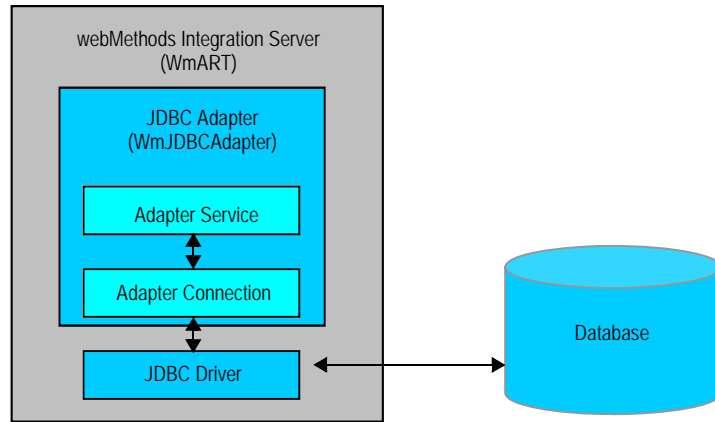 webMethods Integration Server
(WmART)
JDBC Adapter
(WmJDBCAdapter)
Adapter Service
Adapter Connection
JDBC Driver
Database